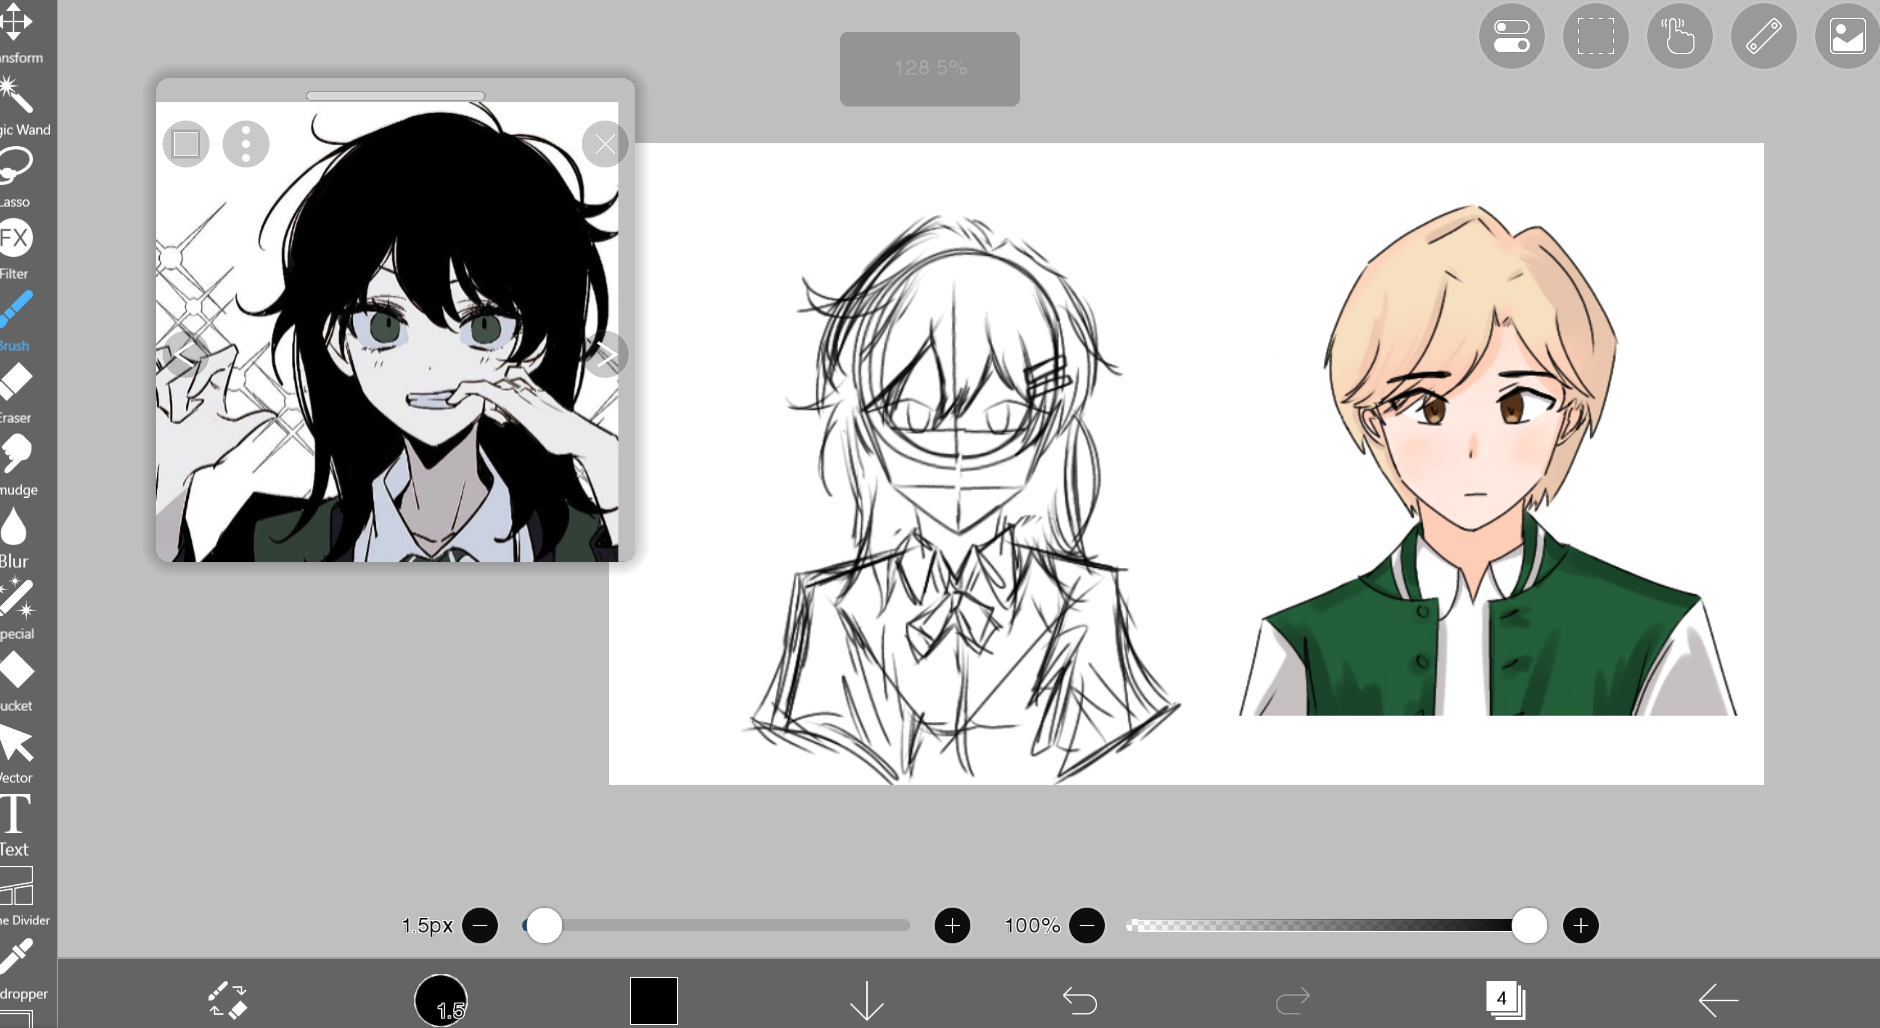 128.5%
nsform
gic Wand
Lasso
FX
Filter
Brush
Eraser
mudge
Blur
pecial
ucket
Vector
T
Text
ne Divider
dropper
1.5px
100%
1.5
4